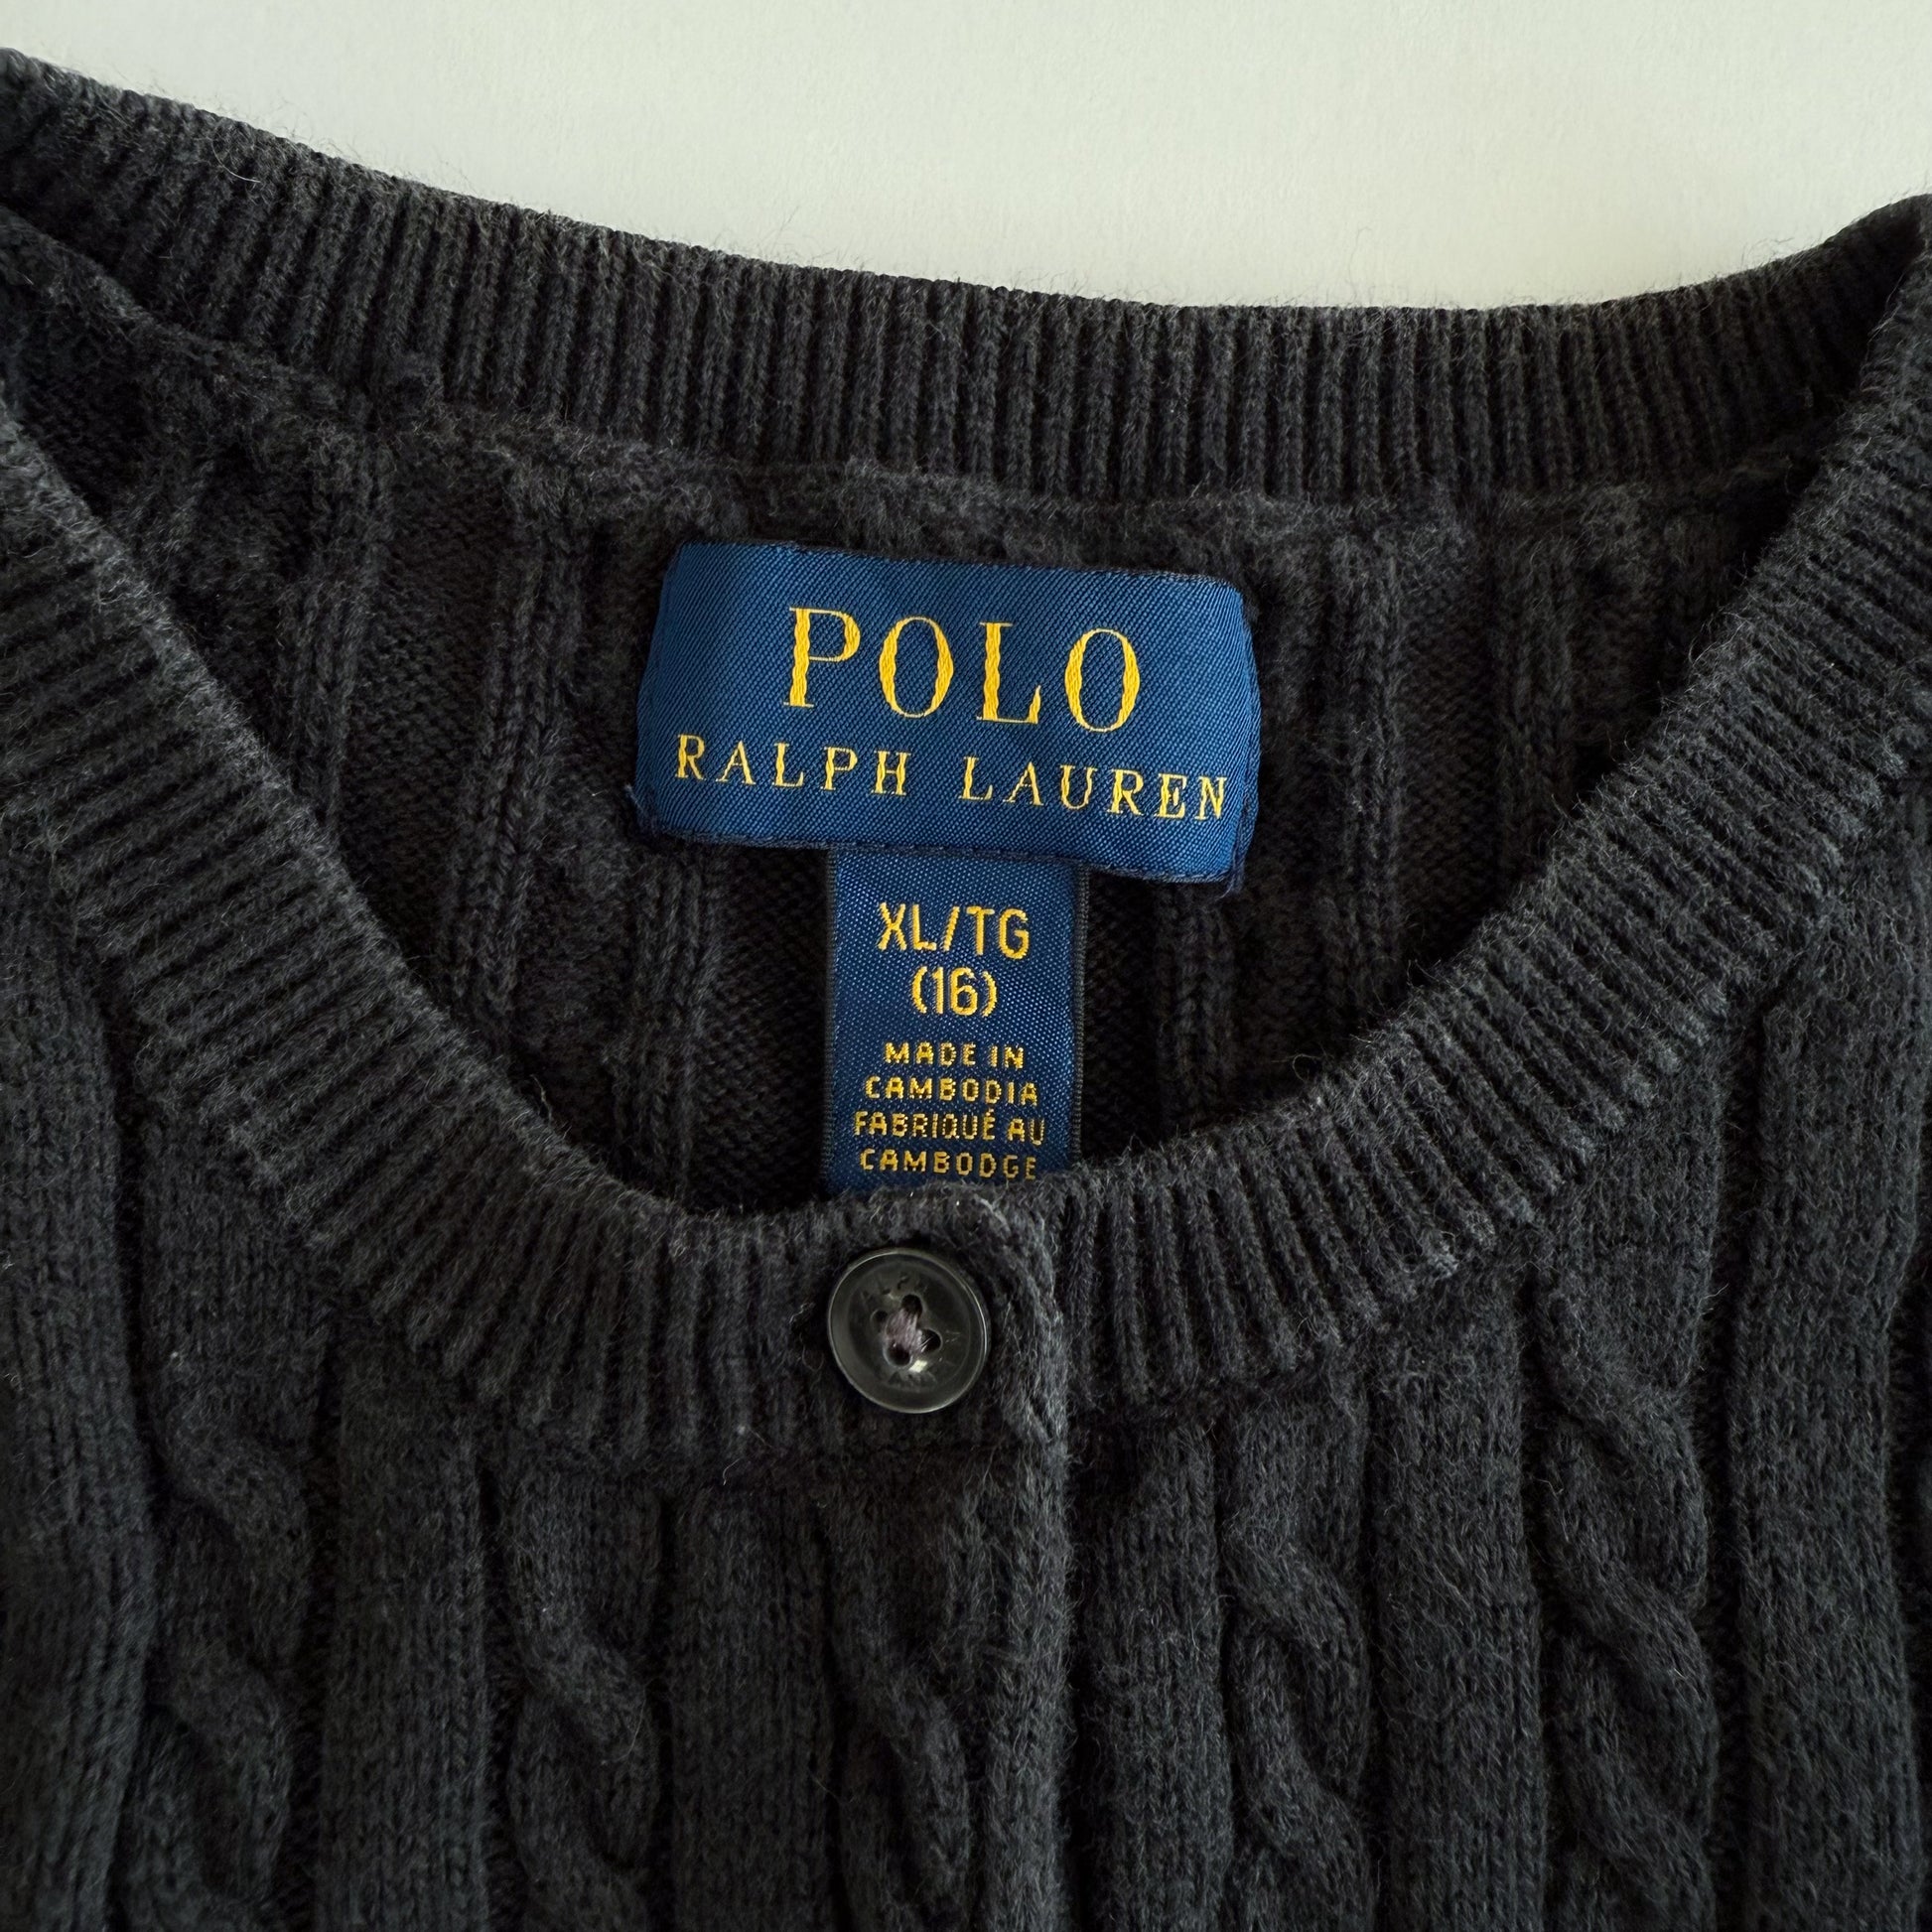 POLO
RALPH LAUREN
XL/TG
(16)
MADE IN
CAMBODIA
FABRIQUÉ AU
CAMBODGE